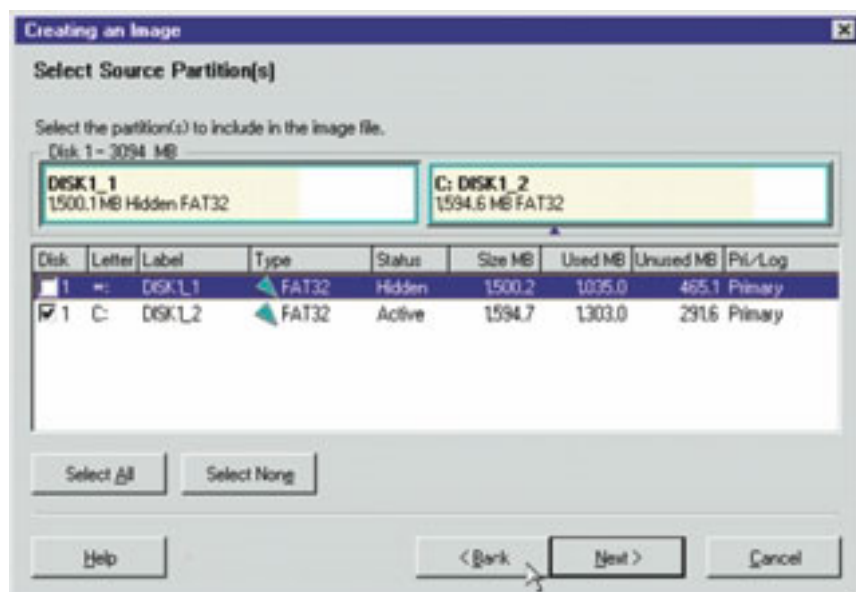 Creating an Image
Select Source Partition(s)
Select the partition(s) to include in the image file.
Disk 1 - 3094 MB
DISK1_1
1,500.1 MB Hidden FAT32
C: DISK1_2
1,594.6 MB FAT32
Disk Letter Label Type Status Size MB Used MB Unused MB Pri/Log
1 *: DISK1_1 FAT32 Hidden 1,500.2 1,035.0 465.1 Primary
1 C: DISK1_2 FAT32 Active 1,594.7 1,303.0 291.6 Primary
Select All Select None
Help < Back Next > Cancel